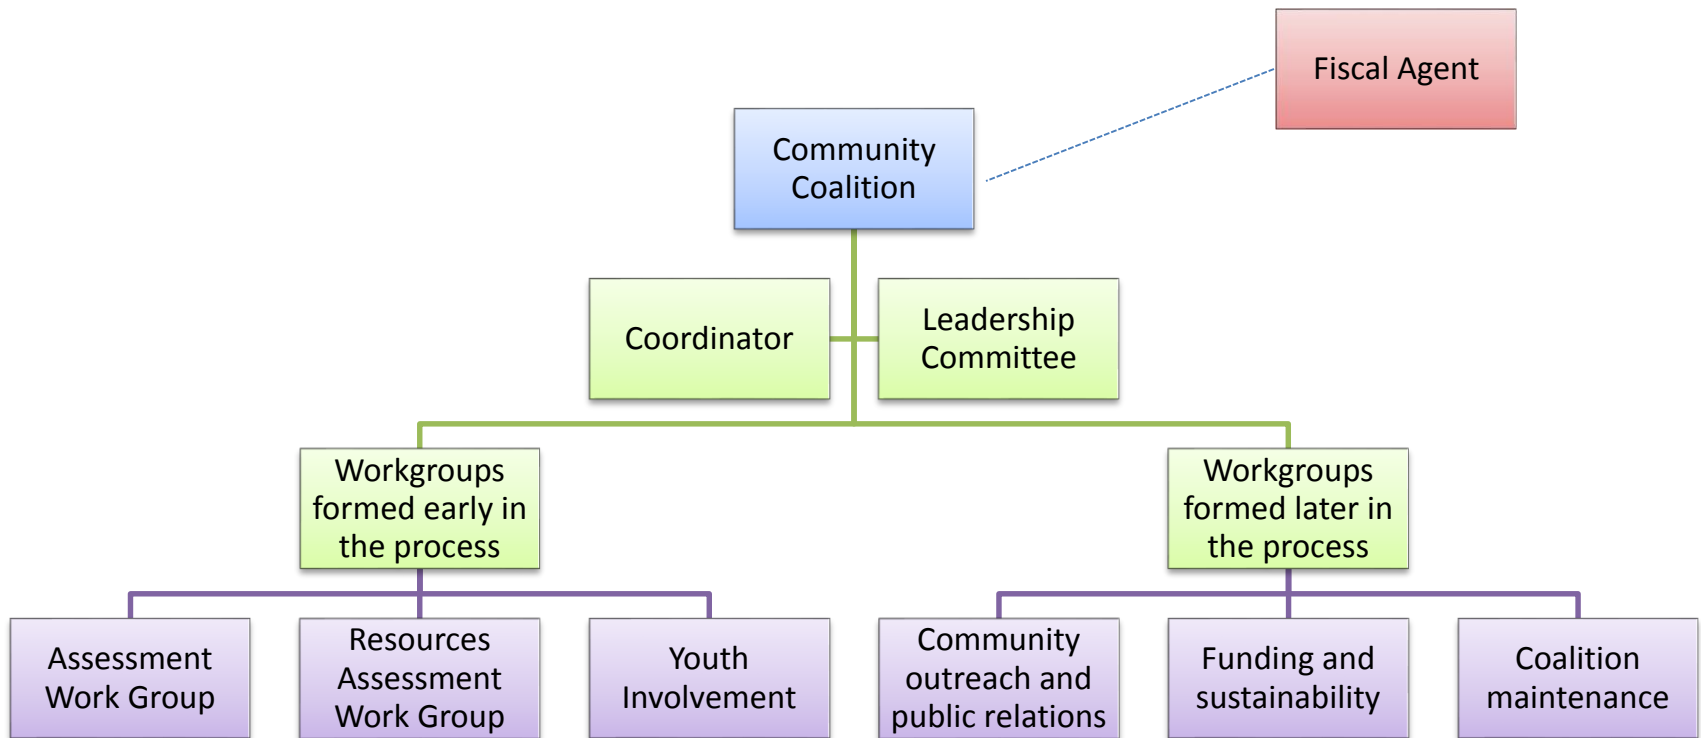 Fiscal Agent
Community
Coalition
Coordinator
Leadership
Committee
Workgroups
formed early in
the process
Workgroups
formed later in
the process
Assessment
Work Group
Resources
Assessment
Work Group
Youth
Involvement
Community
outreach and
public relations
Funding and
sustainability
Coalition
maintenance